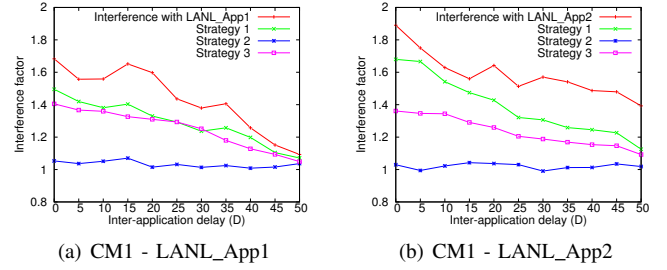 Interference with LANL_App1
Strategy 1
Strategy 2
Strategy 3
Interference factor
2
1.8
1.6
1.4
1.2
1
0.8
0 5 10 15 20 25 30 35 40 45 50
Inter-application delay (D)
(a) CM1 - LANL_App1
Interference with LANL_App2
Strategy 1
Strategy 2
Strategy 3
Interference factor
2
1.8
1.6
1.4
1.2
1
0.8
0 5 10 15 20 25 30 35 40 45 50
Inter-application delay (D)
(b) CM1 - LANL_App2